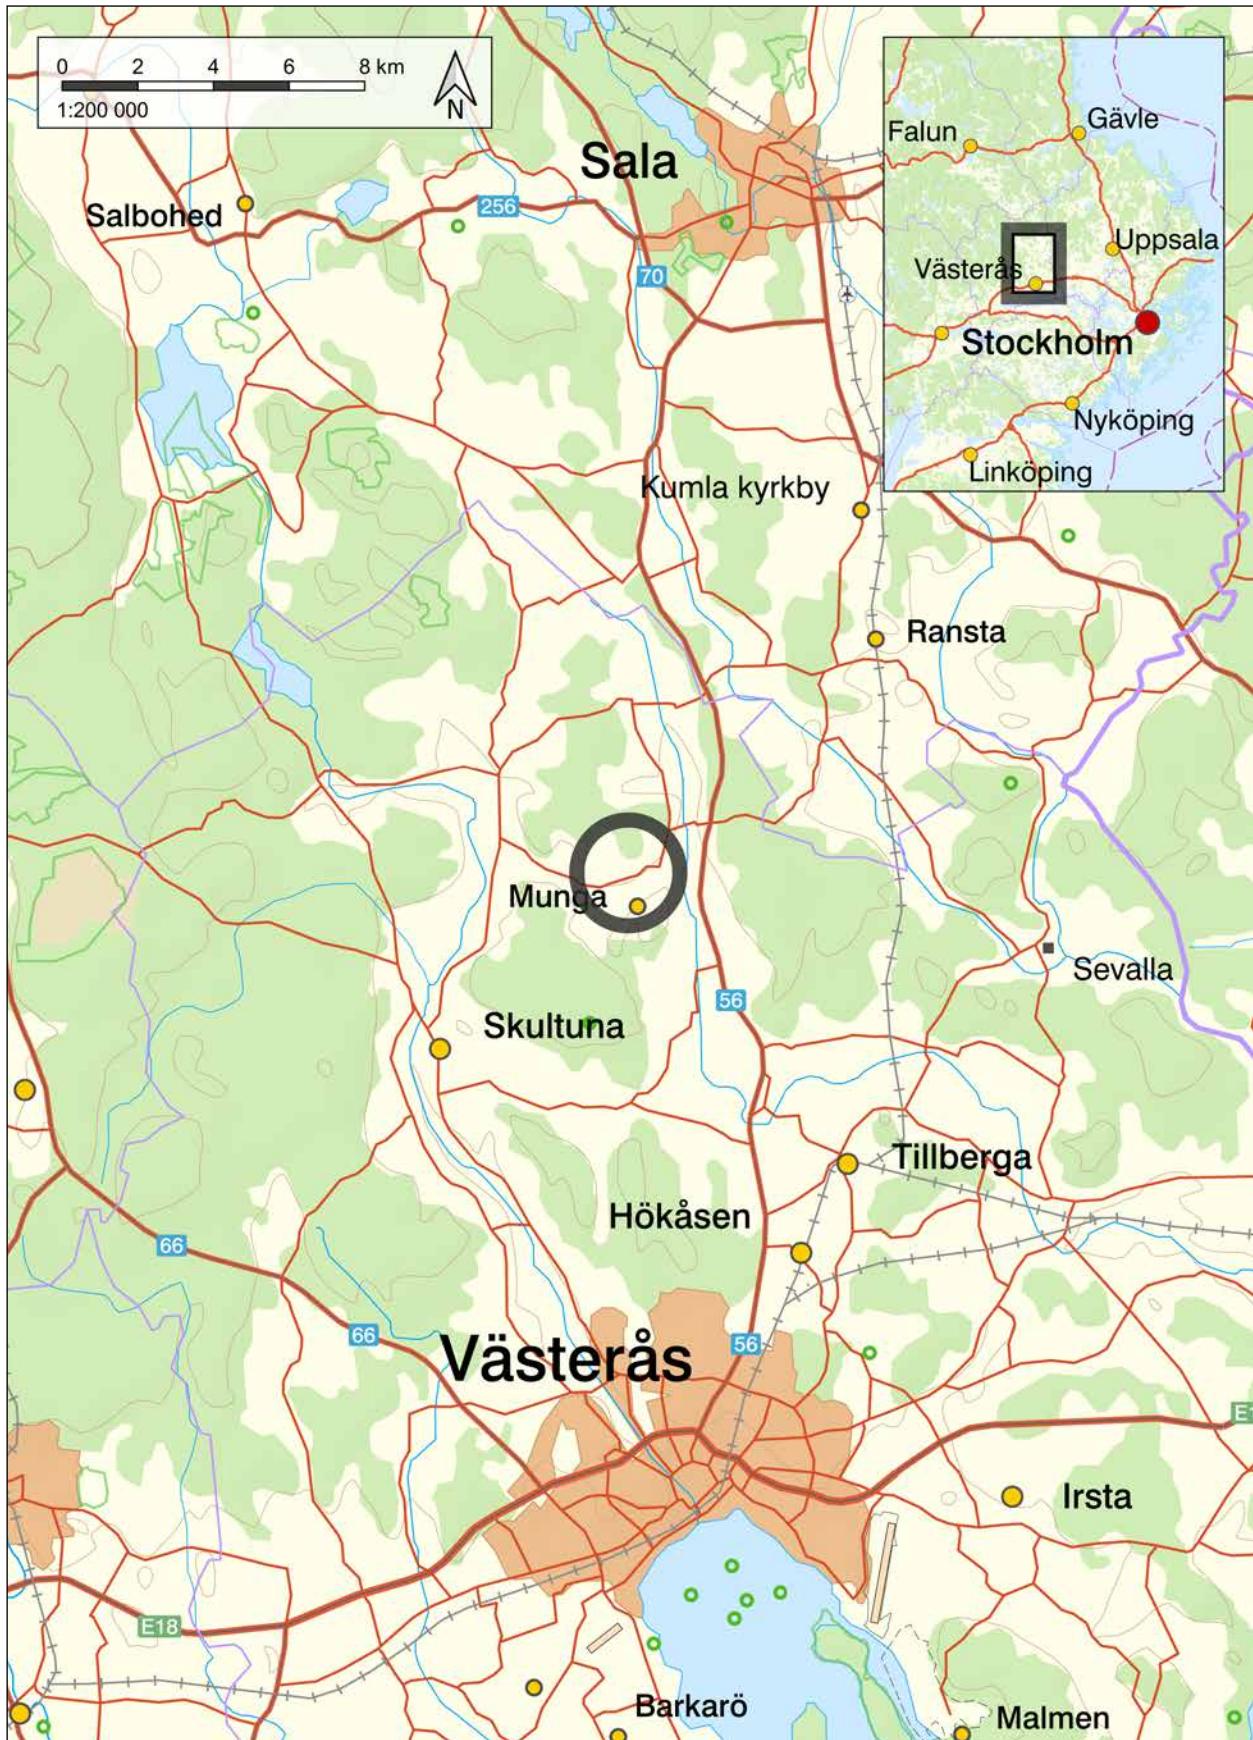 0 2 4 6 8 km
1:200 000
N
Falun
Gävle
Uppsala
Västerås
Stockholm
Nyköping
Linköping
Sala
Salbohed
256
70
Kumla kyrkby
Ransta
Munga
Sevalla
56
Skultuna
Tillberga
Hökåsen
66
66
56
Västerås
Irsta
E18
Barkarö
Malmen